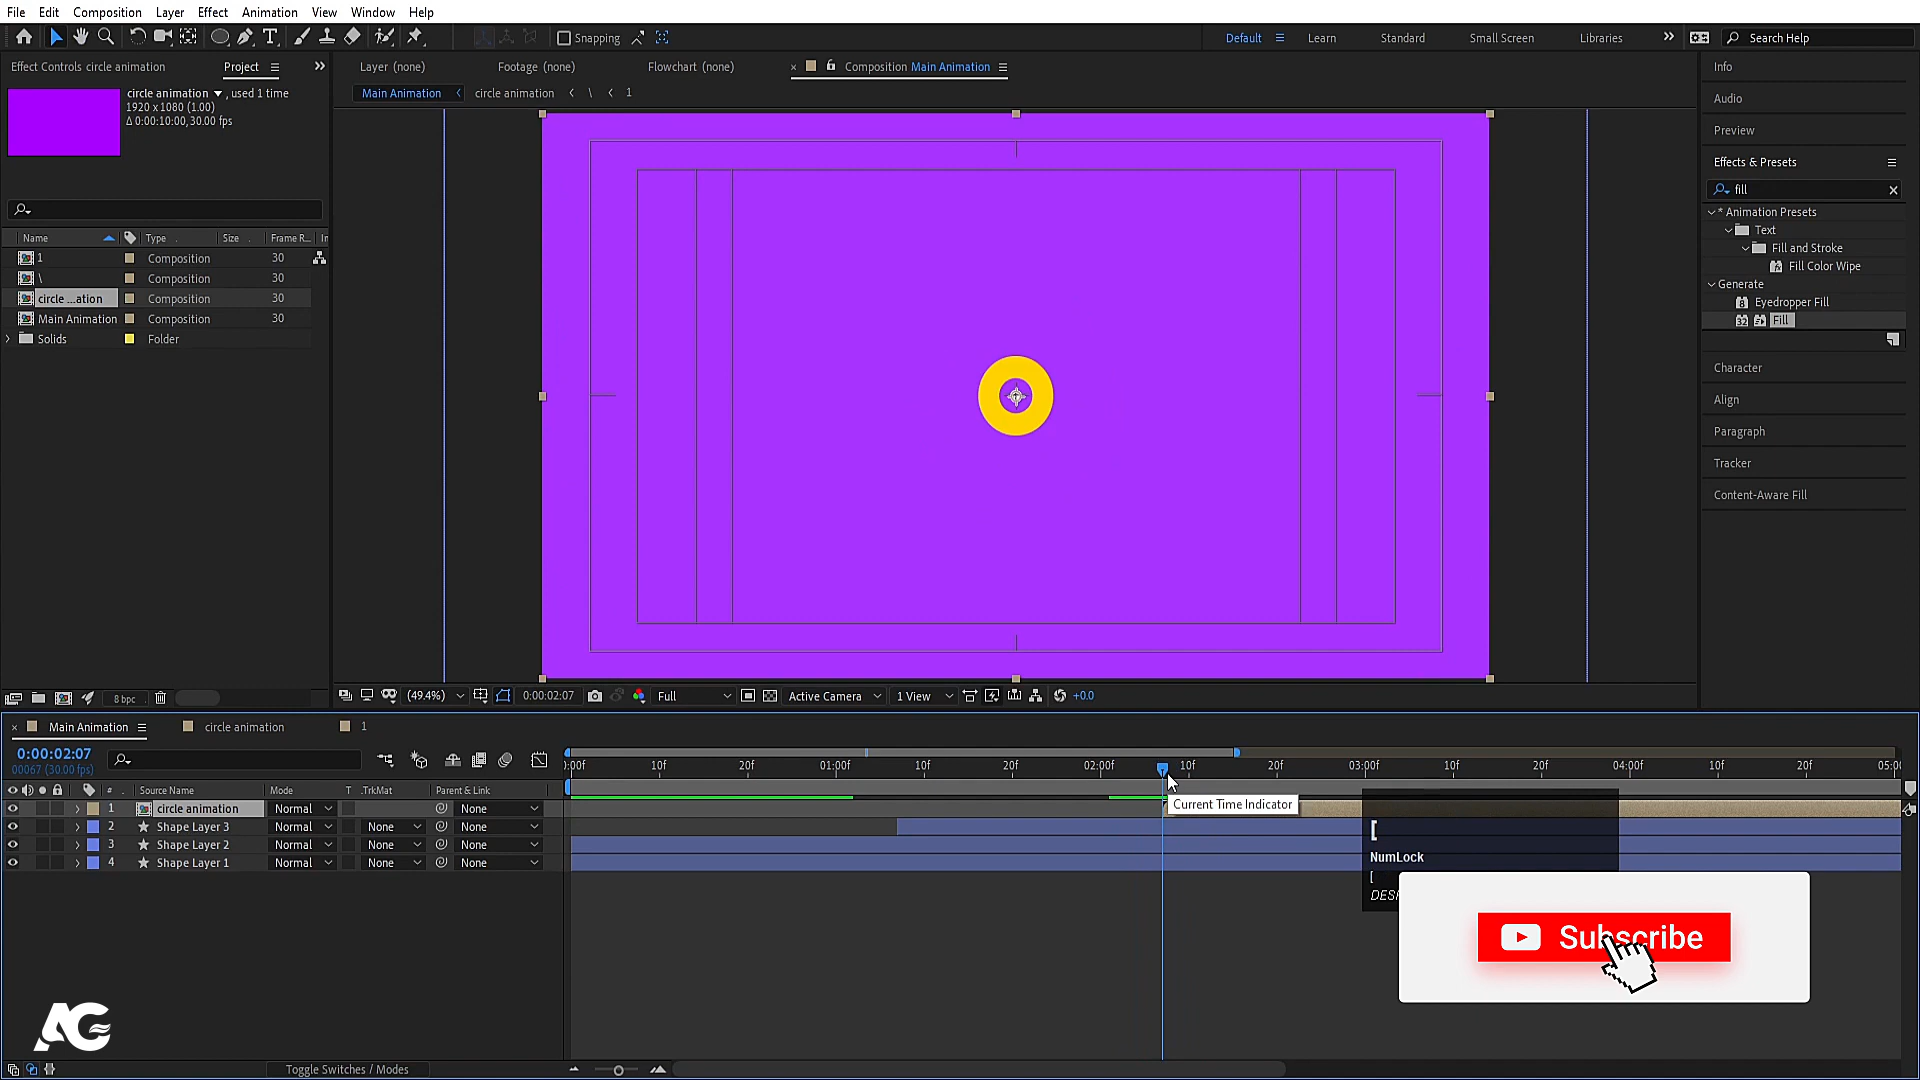 File Edit Composition Layer Effect Animation View Window Help
Snapping
Default Learn Standard Small Screen Libraries Search Help
Effect Controls circle animation Project
Layer (none) Footage (none) Flowchart (none) Composition Main Animation
Main Animation circle animation \ 1
circle animation , used 1 time
1920 x 1080 (1.00)
Δ 0:00:10:00, 30.00 fps
Name Type Size Frame R... In
1 Composition 30
\ Composition 30
circle ...ation Composition 30
Main Animation Composition 30
Solids Folder
8 bpc
Info
Audio
Preview
Effects & Presets
fill
* Animation Presets
Text
Fill and Stroke
Fill Color Wipe
Generate
Eyedropper Fill
32 Fill
Character
Align
Paragraph
Tracker
Content-Aware Fill
(49.4%) 0:00:02:07 Full Active Camera 1 View +0.0
Main Animation circle animation 1
0:00:02:07
00067 (30.00 fps)
:00f 10f 20f 01:00f 10f 20f 02:00f 10f 20f 03:00f 10f 20f 04:00f 10f 20f 05:00
# Source Name Mode T .TrkMat Parent & Link
1 circle animation Normal None
2 Shape Layer 3 Normal None None
3 Shape Layer 2 Normal None None
4 Shape Layer 1 Normal None None
Current Time Indicator
[
NumLock
[
Subscribe
AG
Toggle Switches / Modes